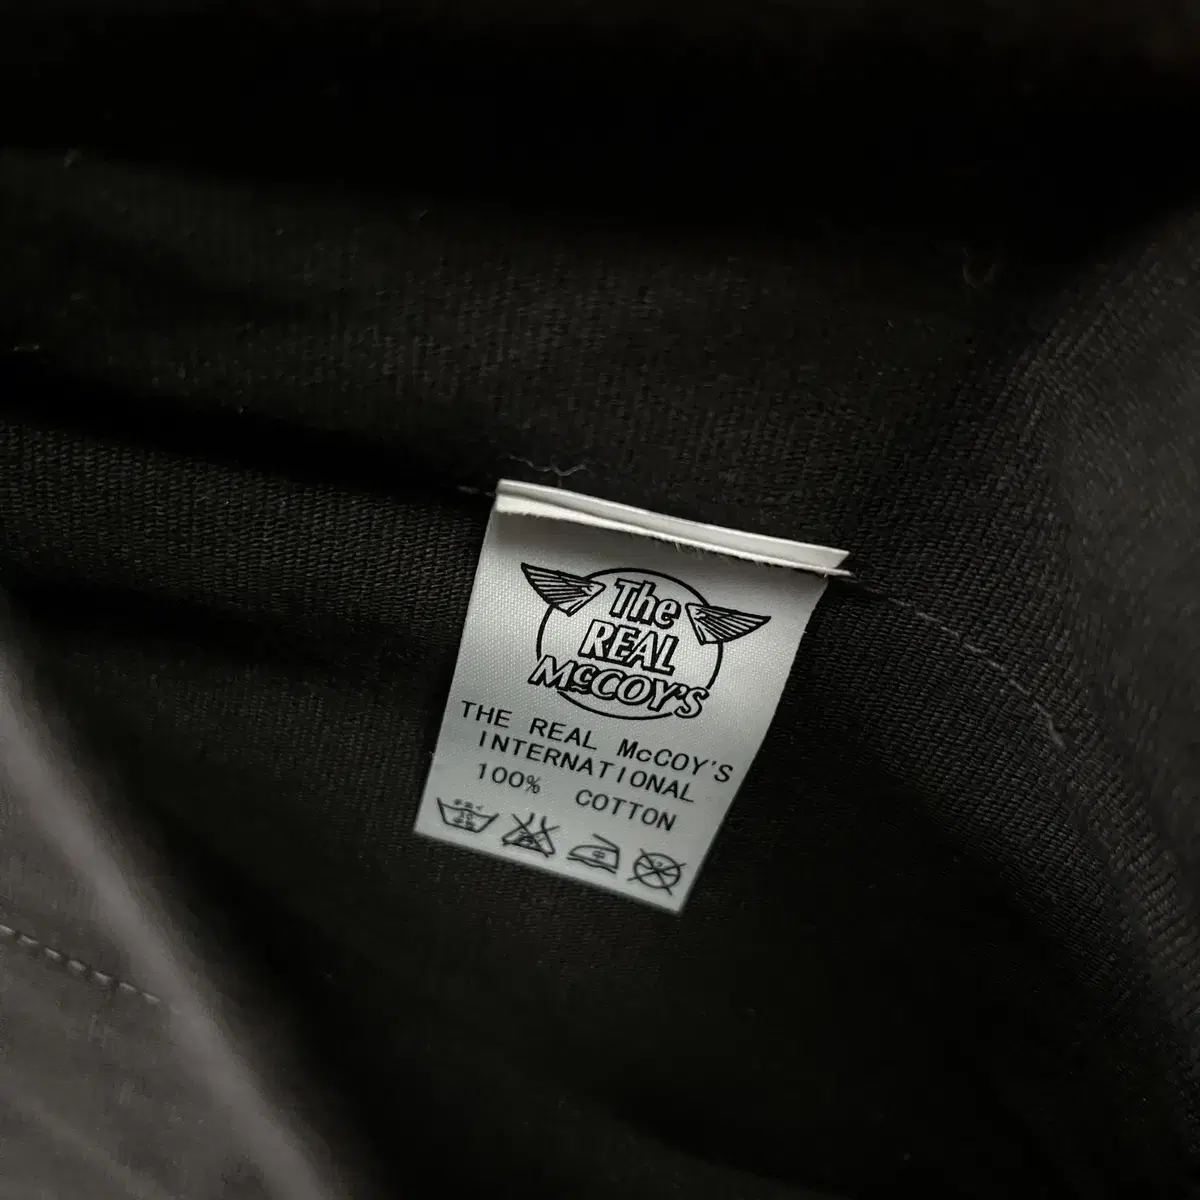 The
REAL
McCOY'S
THE REAL McCOY'S
INTERNATIONAL
100% COTTON